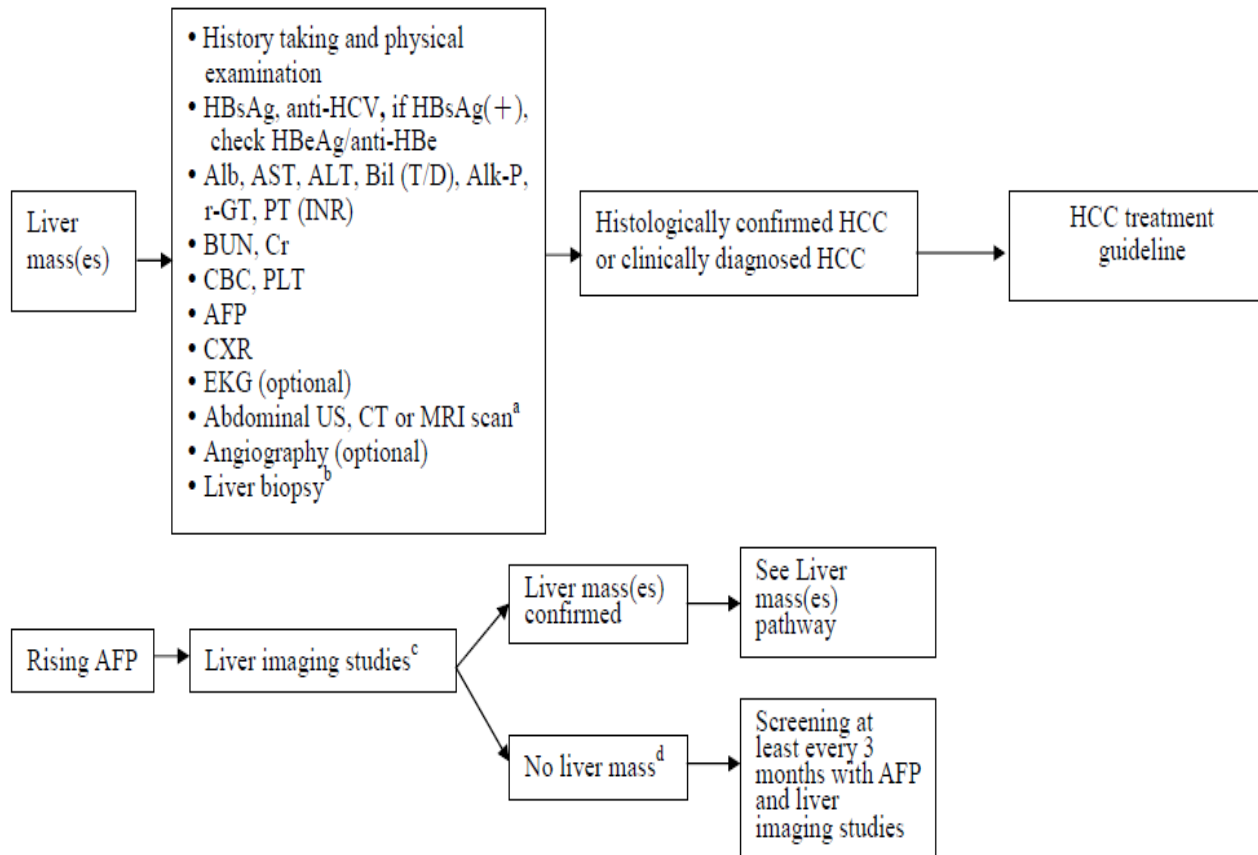 Liver
mass(es)
• History taking and physical
examination
• HBsAg, anti-HCV, if HBsAg(+),
check HBeAg/anti-HBe
• Alb, AST, ALT, Bil (T/D), Alk-P,
r-GT, PT (INR)
• BUN, Cr
• CBC, PLT
• AFP
• CXR
• EKG (optional)
• Abdominal US, CT or MRI scanᵃ
• Angiography (optional)
• Liver biopsyᵇ
Histologically confirmed HCC
or clinically diagnosed HCC
HCC treatment
guideline
Rising AFP
Liver imaging studiesᶜ
Liver mass(es)
confirmed
See Liver
mass(es)
pathway
No liver massᵈ
Screening at
least every 3
months with AFP
and liver
imaging studies